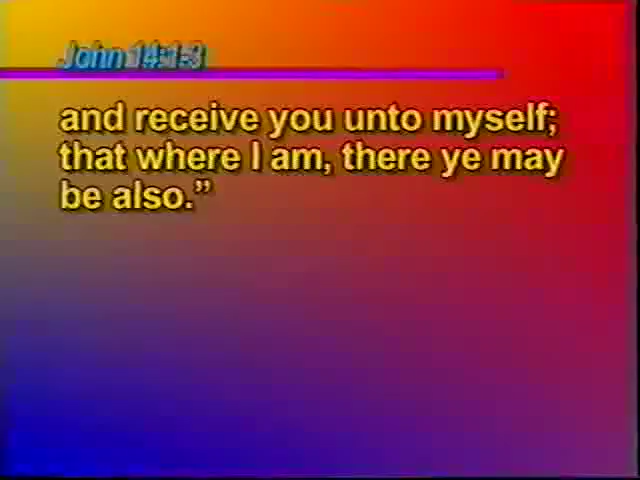 John 14:1-3
and receive you unto myself;
that where I am, there ye may
be also.”